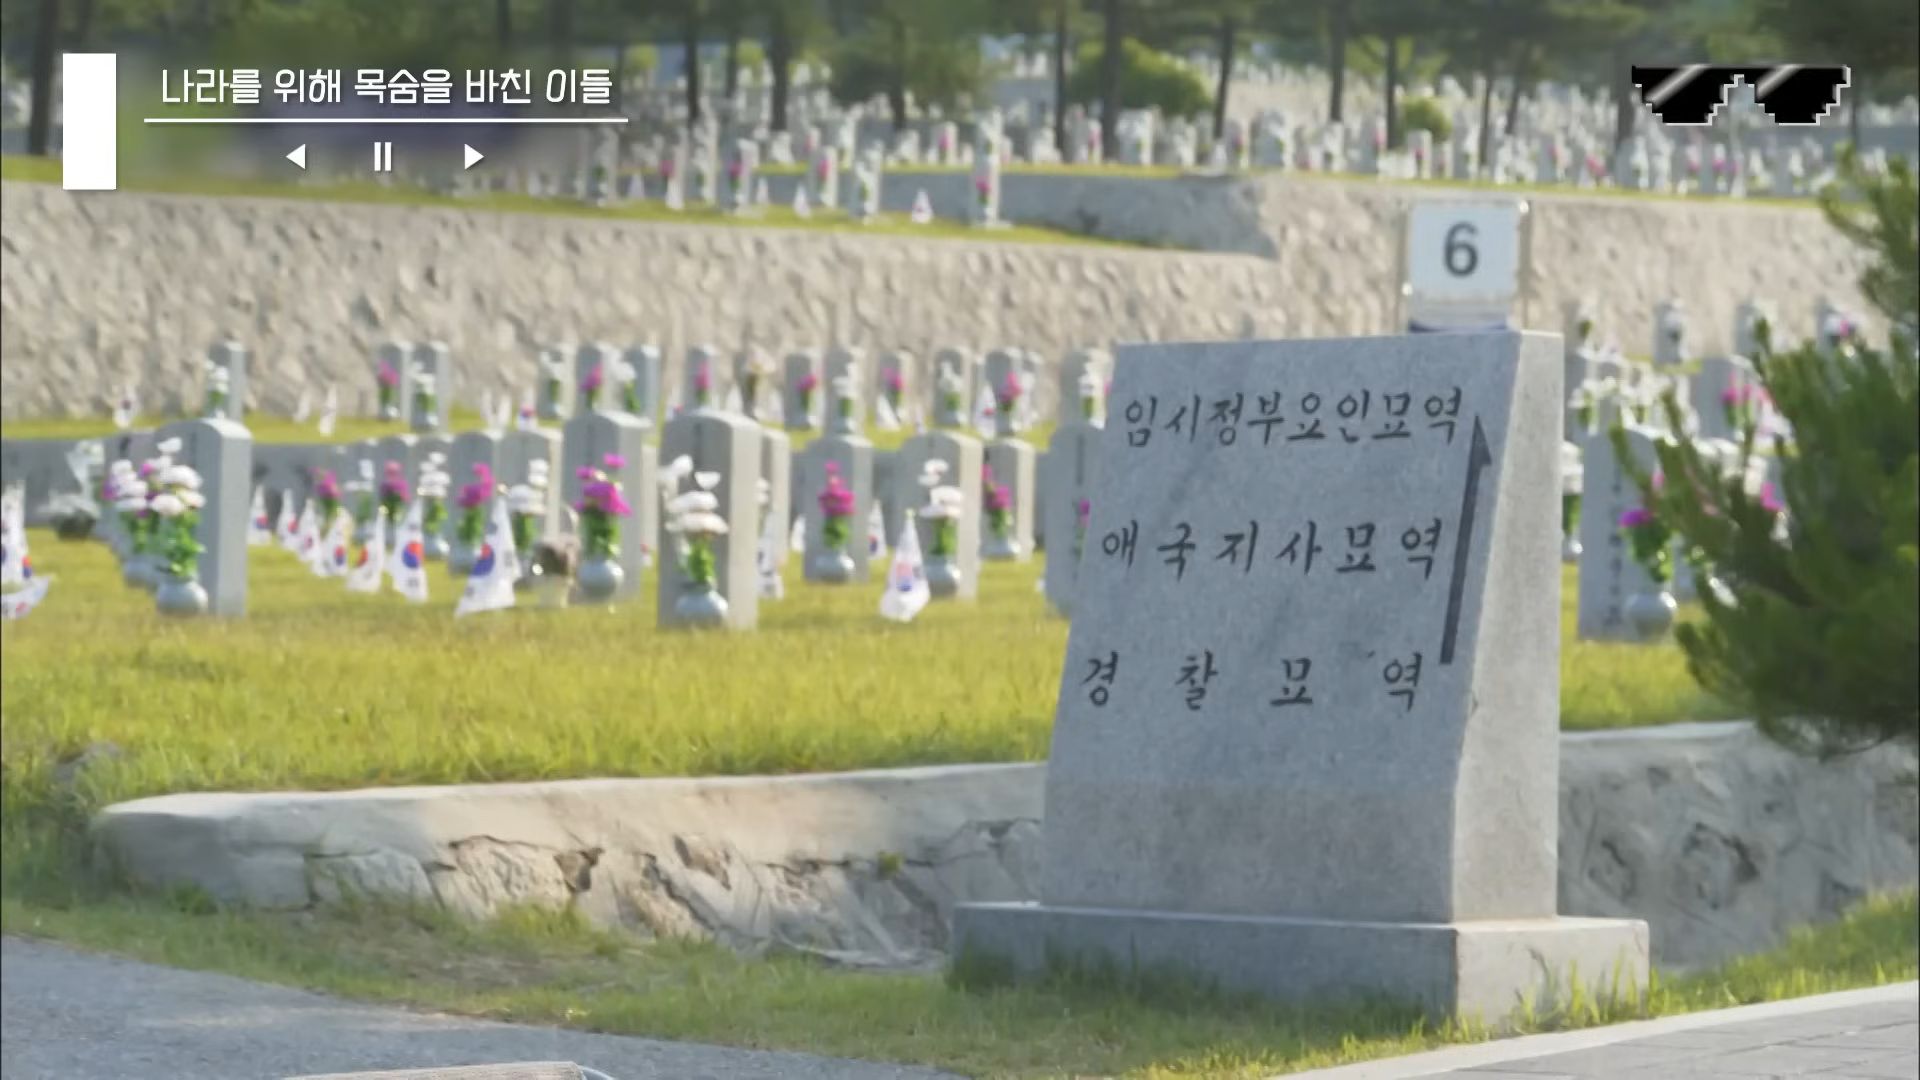 나라를 위해 목숨을 바친 이들
6
임시정부요인묘역
애국지사묘역
경찰묘역